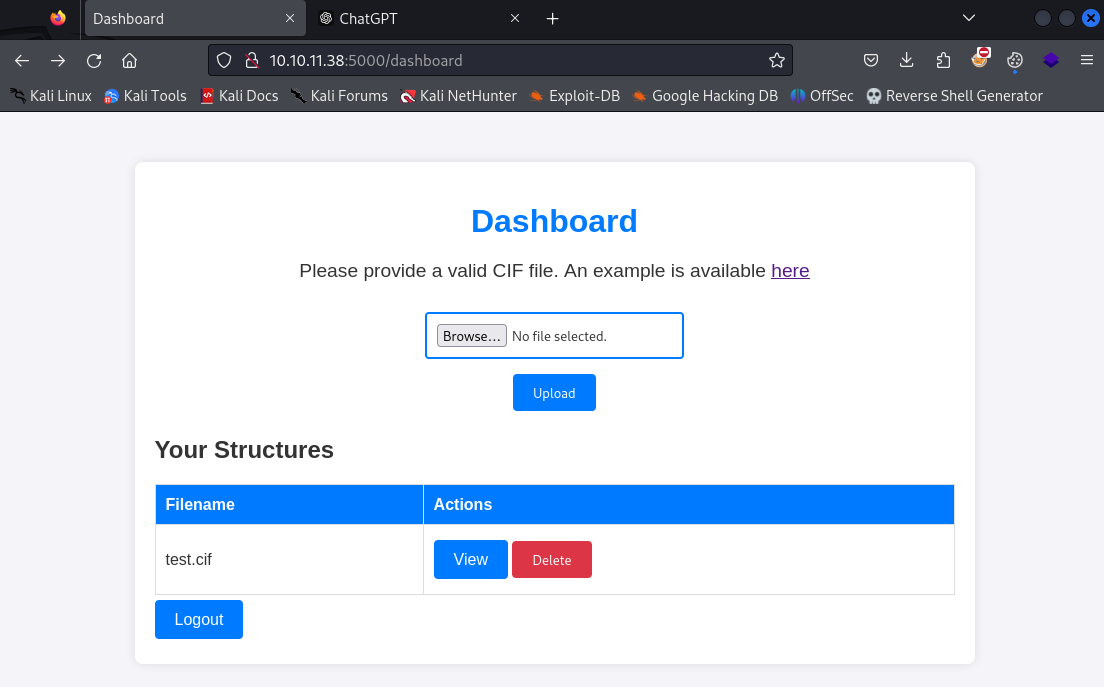 Dashboard
ChatGPT
10.10.11.38:5000/dashboard
Kali Linux Kali Tools Kali Docs Kali Forums Kali NetHunter Exploit-DB Google Hacking DB OffSec Reverse Shell Generator
Dashboard
Please provide a valid CIF file. An example is available here
Browse... No file selected.
Upload
Your Structures
Filename Actions
test.cif View Delete
Logout